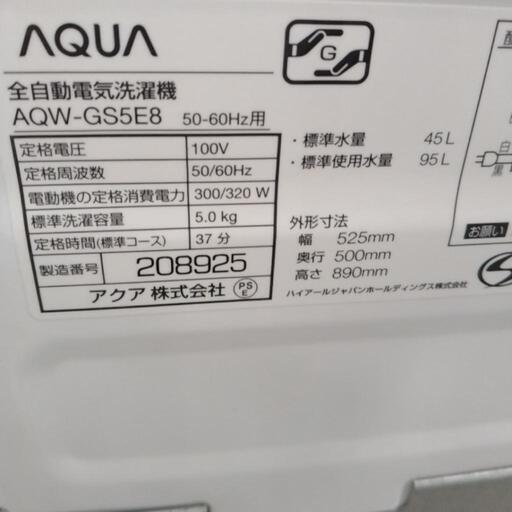 AQUA
全自動電気洗濯機
AQW-GS5E8 50-60Hz用
定格電圧 100V
定格周波数 50/60Hz
電動機の定格消費電力 300/320 W
標準洗濯容量 5.0 kg
定格時間(標準コース) 37 分
製造番号 208925
アクア 株式会社 PSE
G
・標準水量 45L
・標準使用水量 95L
外形寸法
幅 525mm
奥行 500mm
高さ 890mm
ハイアールジャパンホールディングス株式会社
白
黒
お願い